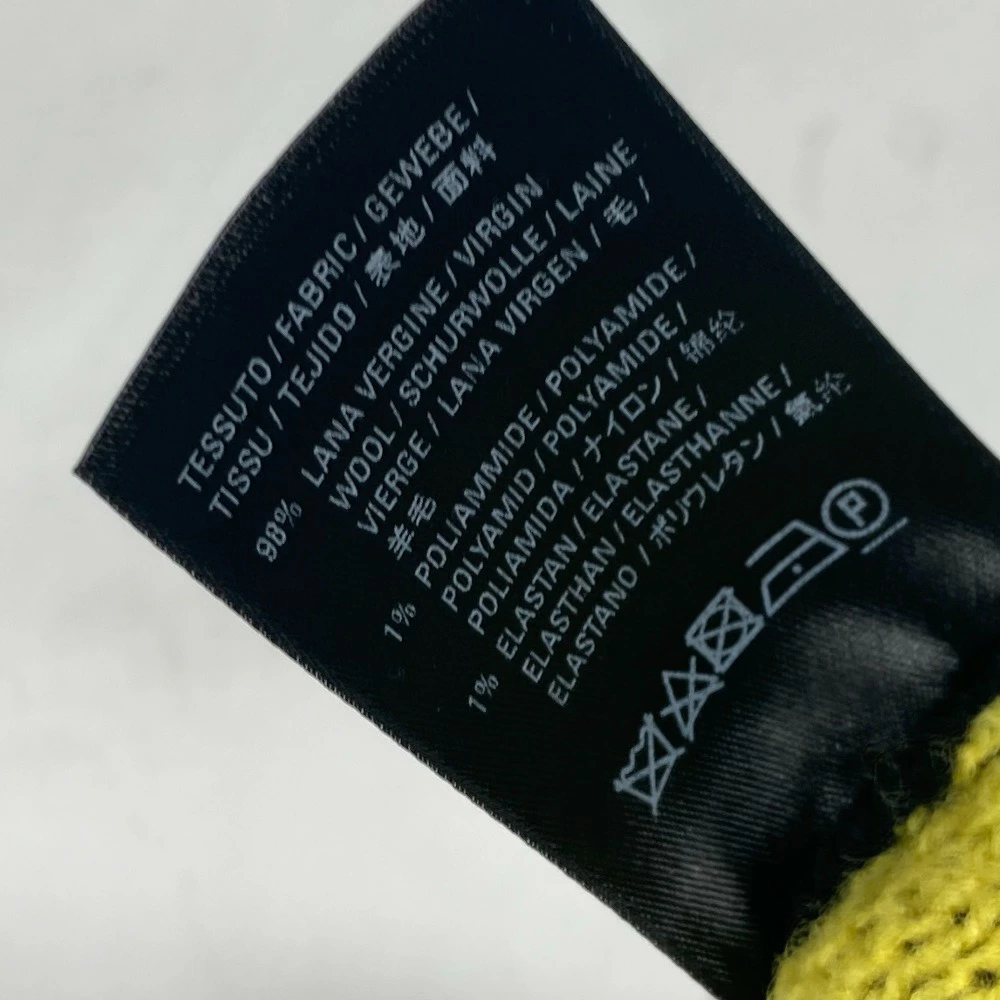 TESSUTO / FABRIC / GEWEBE /
TISSU / TEJIDO / 表地 / 面料
98% LANA VERGINE / VIRGIN
WOOL / SCHURWOLLE / LAINE
VIERGE / LANA VIRGEN / 毛 /
羊毛
1% POLIAMMIDE / POLYAMIDE /
POLYAMID / POLYAMIDE /
POLIAMIDA / ナイロン / 锦纶
1% ELASTAN / ELASTANE /
ELASTHAN / ELASTHANNE /
ELASTANO / ポリウレタン / 氨纶
P